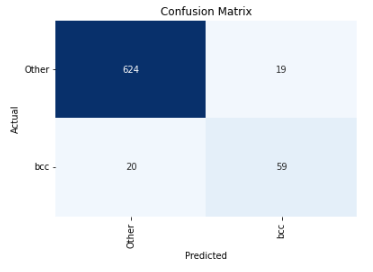 Confusion Matrix
Other
624
19
Actual
bcc
20
59
Other
bcc
Predicted